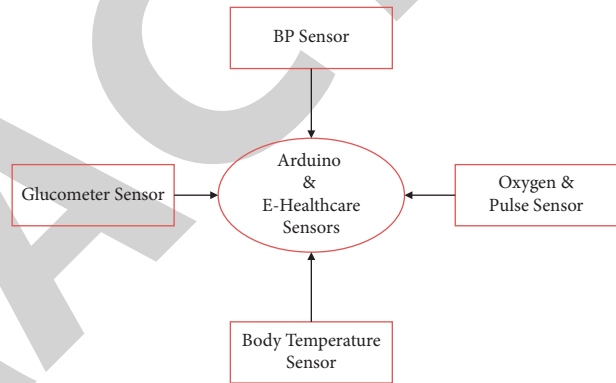 BP Sensor
Arduino
&
E-Healthcare
Sensors
Glucometer Sensor
Oxygen &
Pulse Sensor
Body Temperature
Sensor